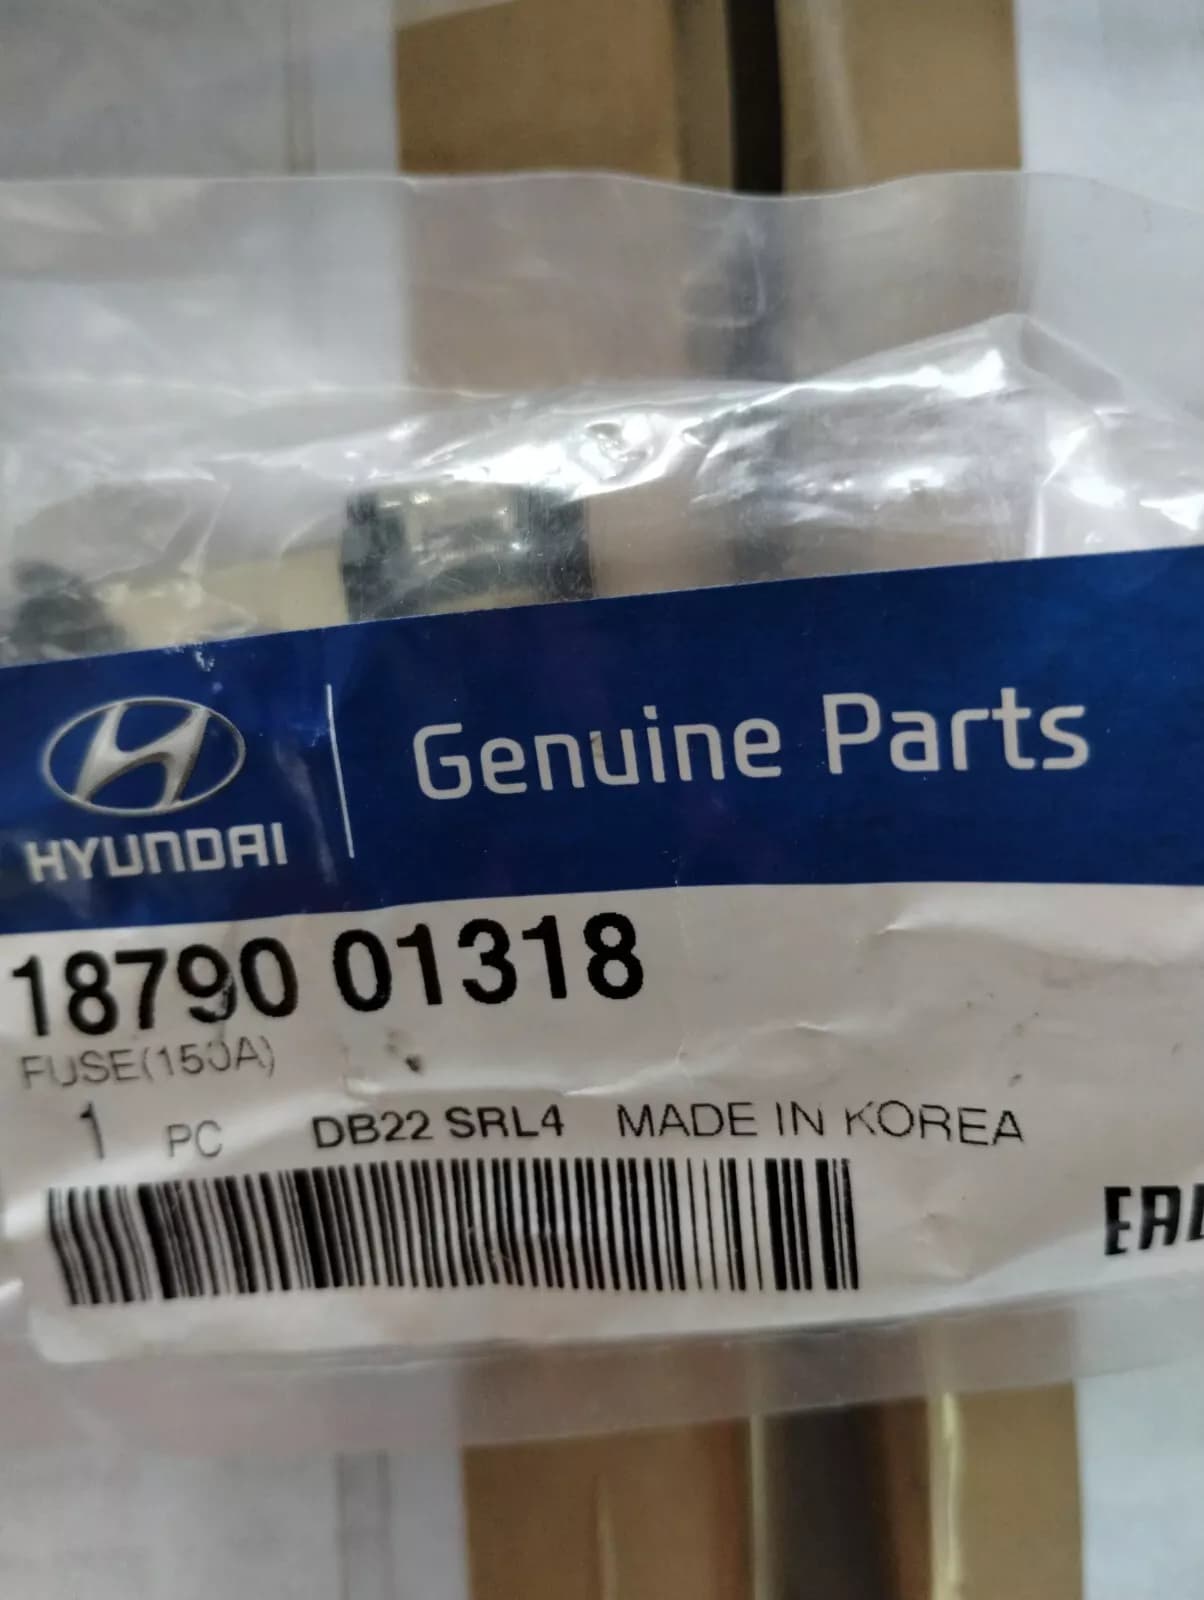 Genuine Parts
HYUNDAI
18790 01318
FUSE(150A)
1 PC DB22 SRL4 MADE IN KOREA